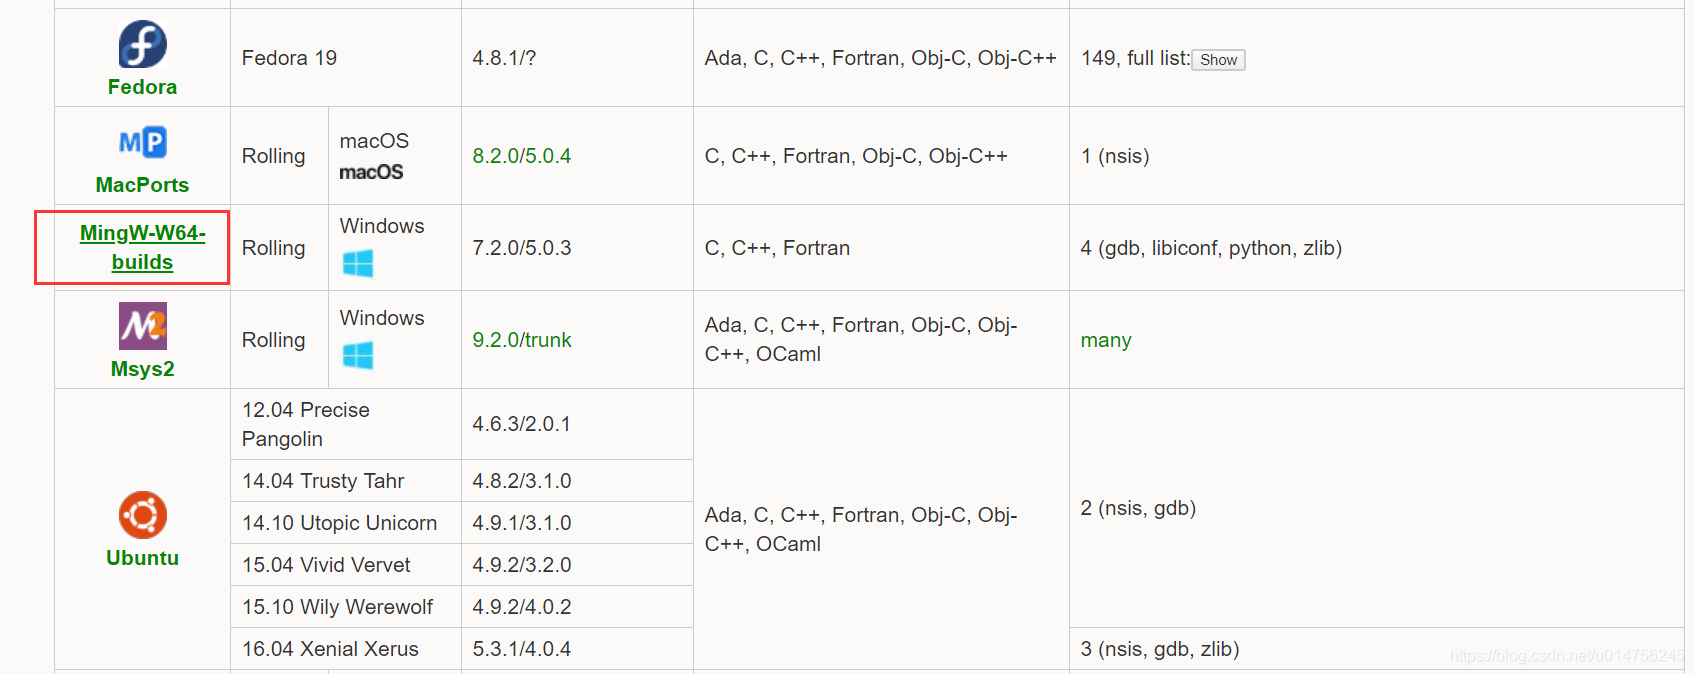 Fedora
Fedora 19
4.8.1/?
Ada, C, C++, Fortran, Obj-C, Obj-C++
149, full list: Show
MP
MacPorts
Rolling
macOS
macOS
8.2.0/5.0.4
C, C++, Fortran, Obj-C, Obj-C++
1 (nsis)
MingW-W64-
builds
Rolling
Windows
7.2.0/5.0.3
C, C++, Fortran
4 (gdb, libiconf, python, zlib)
M2
Msys2
Rolling
Windows
9.2.0/trunk
Ada, C, C++, Fortran, Obj-C, Obj-
C++, OCaml
many
Ubuntu
12.04 Precise
Pangolin
4.6.3/2.0.1
14.04 Trusty Tahr
4.8.2/3.1.0
14.10 Utopic Unicorn
4.9.1/3.1.0
15.04 Vivid Vervet
4.9.2/3.2.0
15.10 Wily Werewolf
4.9.2/4.0.2
16.04 Xenial Xerus
5.3.1/4.0.4
Ada, C, C++, Fortran, Obj-C, Obj-
C++, OCaml
2 (nsis, gdb)
3 (nsis, gdb, zlib)
https://blog.csdn.net/u014756245